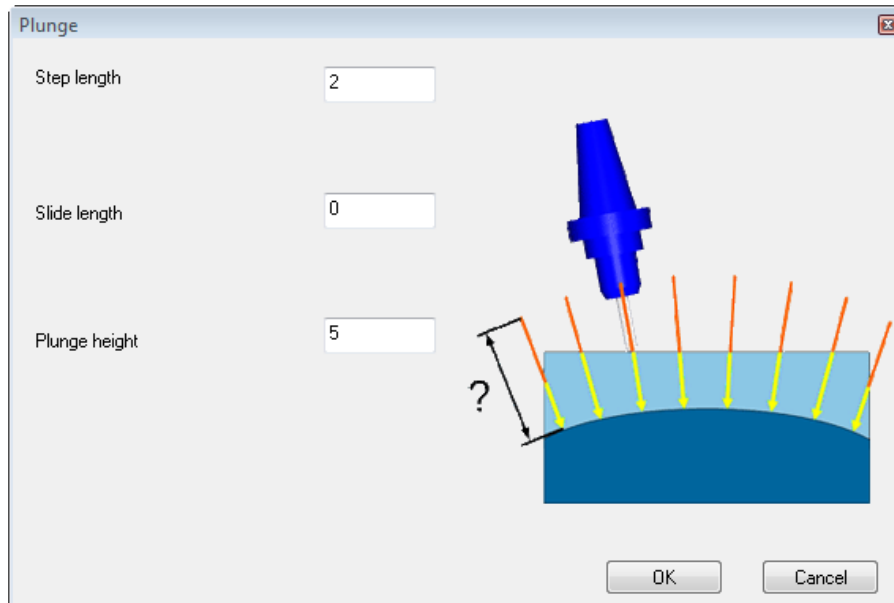 Plunge
Step length
2
Slide length
0
Plunge height
5
?
OK
Cancel